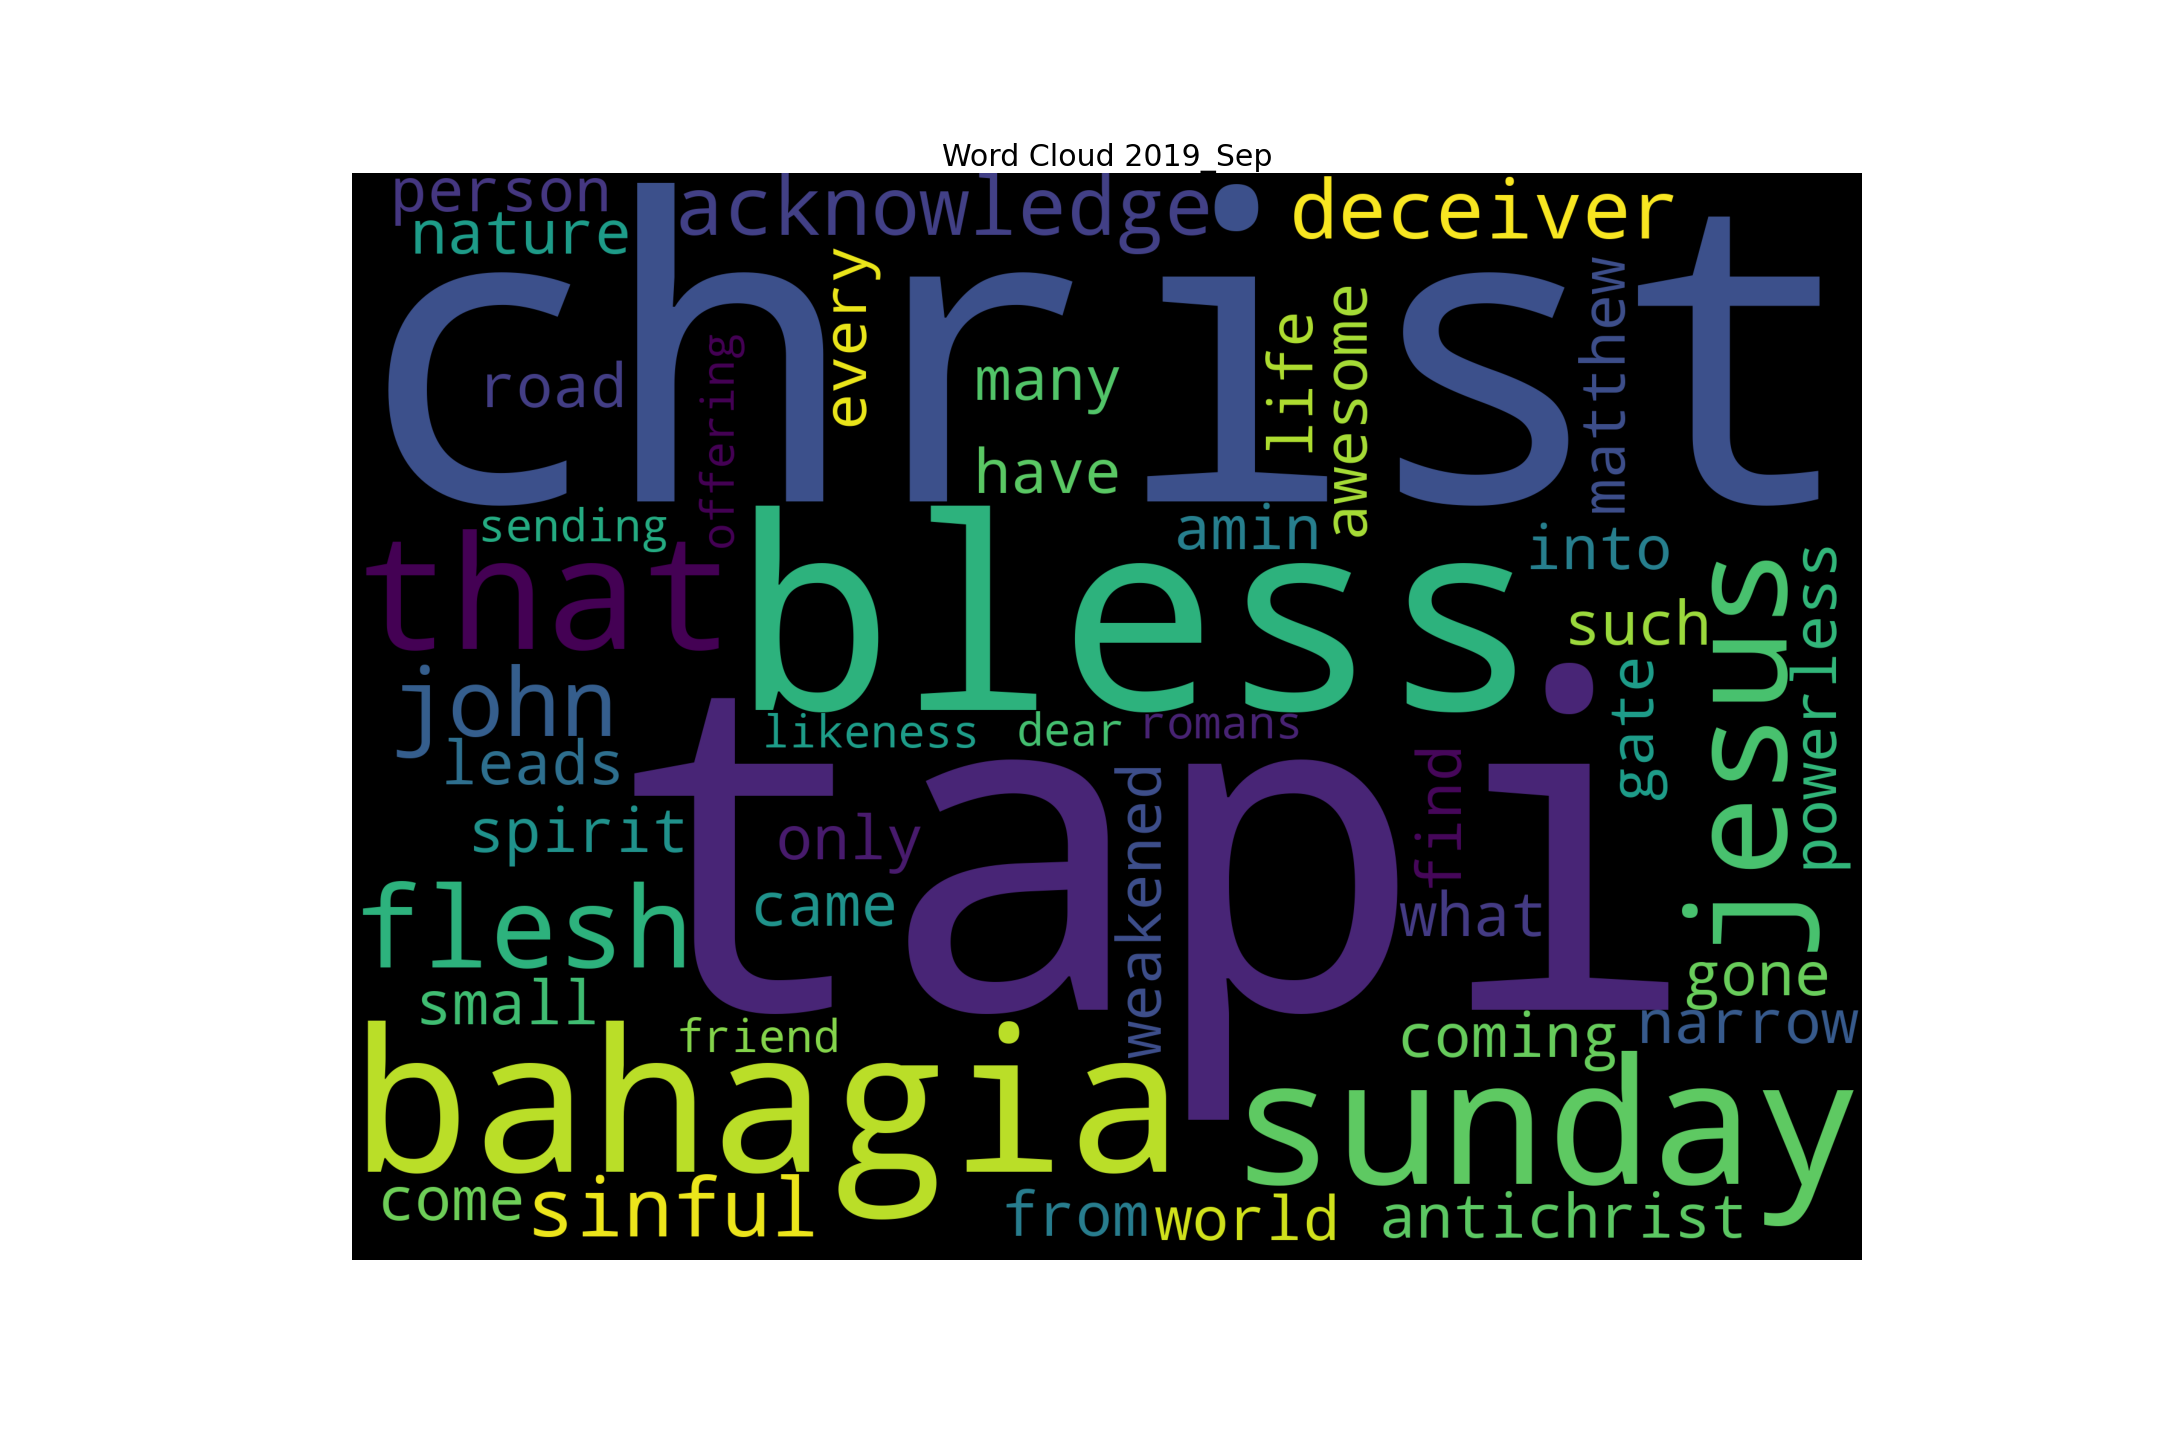 Word Cloud 2019_Sep
person
acknowledge
deceiver
nature
christ
every
matthew
life
awesome
road
many
offering
have
sending
amin
into
that
bless
jesus
powerless
such
john
gate
leads
likeness
dear
romans
tapi
find
spirit
only
weakened
came
what
flesh
gone
small
friend
coming
narrow
bahagia
sunday
come
sinful
from
world
antichrist